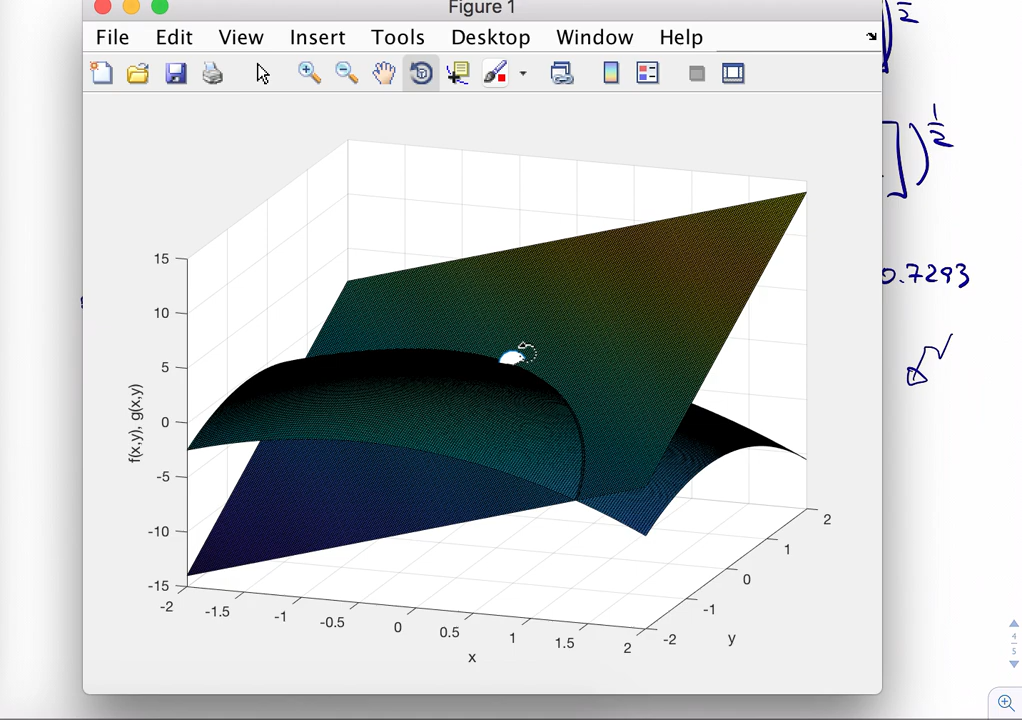 Figure 1
File Edit View Insert Tools Desktop Window Help
1/2
])^1/2
0.7293
15
10
5
0
-5
-10
-15
f(x,y), g(x,y)
-2 -1.5 -1 -0.5 0 0.5 1 1.5 2
x
-2 -1 0 1 2
y
4
5